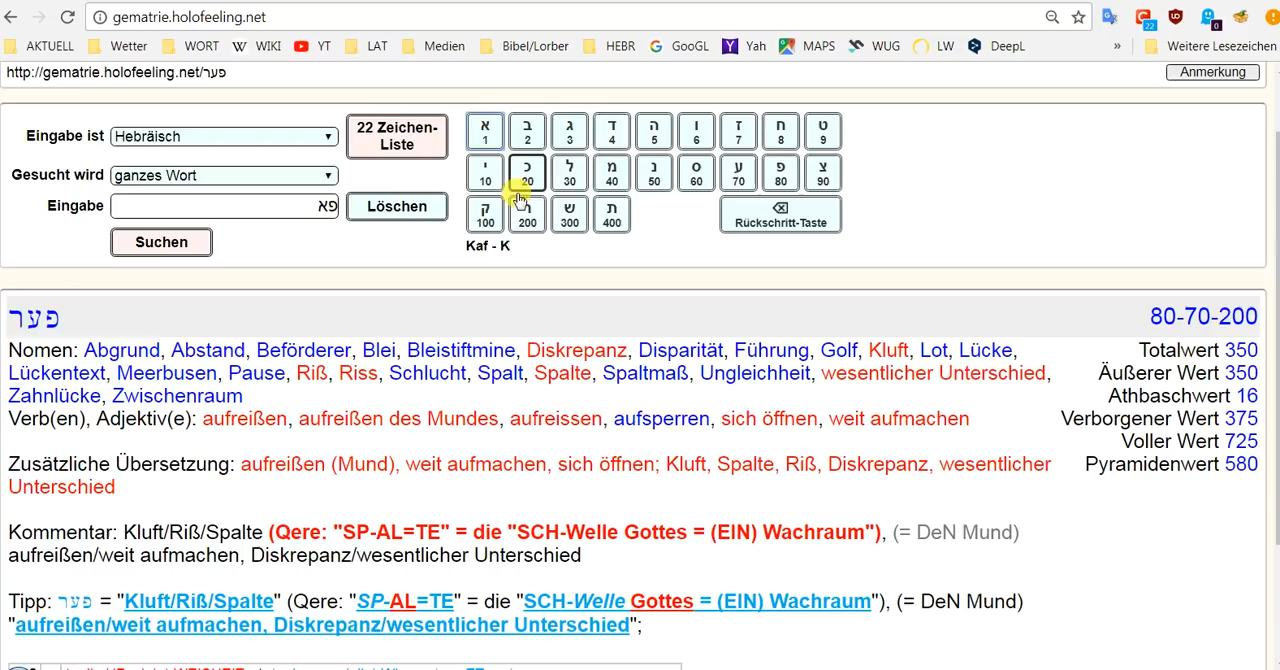 gematrie.holofeeling.net
22
0
AKTUELL Wetter WORT WIKI YT LAT Medien Bibel/Lorber HEBR GooGL Yah MAPS WUG LW DeepL » Weitere Lesezeichen
http://gematrie.holofeeling.net/פער Anmerkung
Eingabe ist Hebräisch 22 Zeichen-Liste
Gesucht wird ganzes Wort
Eingabe פא Löschen
Suchen
א ב ג ד ה ו ז ח ט
1 2 3 4 5 6 7 8 9
י כ ל מ נ ס ע פ צ
10 20 30 40 50 60 70 80 90
ק ר ש ת ⌫
100 200 300 400 Rückschritt-Taste
Kaf - K
פער 80-70-200
Nomen: Abgrund, Abstand, Beförderer, Blei, Bleistiftmine, Diskrepanz, Disparität, Führung, Golf, Kluft, Lot, Lücke,
Lückentext, Meerbusen, Pause, Riß, Riss, Schlucht, Spalt, Spalte, Spaltmaß, Ungleichheit, wesentlicher Unterschied,
Zahnlücke, Zwischenraum
Verb(en), Adjektiv(e): aufreißen, aufreißen des Mundes, aufreissen, aufsperren, sich öffnen, weit aufmachen
Zusätzliche Übersetzung: aufreißen (Mund), weit aufmachen, sich öffnen; Kluft, Spalte, Riß, Diskrepanz, wesentlicher
Unterschied
Totalwert 350
Äußerer Wert 350
Athbaschwert 16
Verborgener Wert 375
Voller Wert 725
Pyramidenwert 580
Kommentar: Kluft/Riß/Spalte (Qere: "SP-AL=TE" = die "SCH-Welle Gottes = (EIN) Wachraum"), (= DeN Mund)
aufreißen/weit aufmachen, Diskrepanz/wesentlicher Unterschied
Tipp: פער = "Kluft/Riß/Spalte" (Qere: "SP-AL=TE" = die "SCH-Welle Gottes = (EIN) Wachraum"), (= DeN Mund)
"aufreißen/weit aufmachen, Diskrepanz/wesentlicher Unterschied";